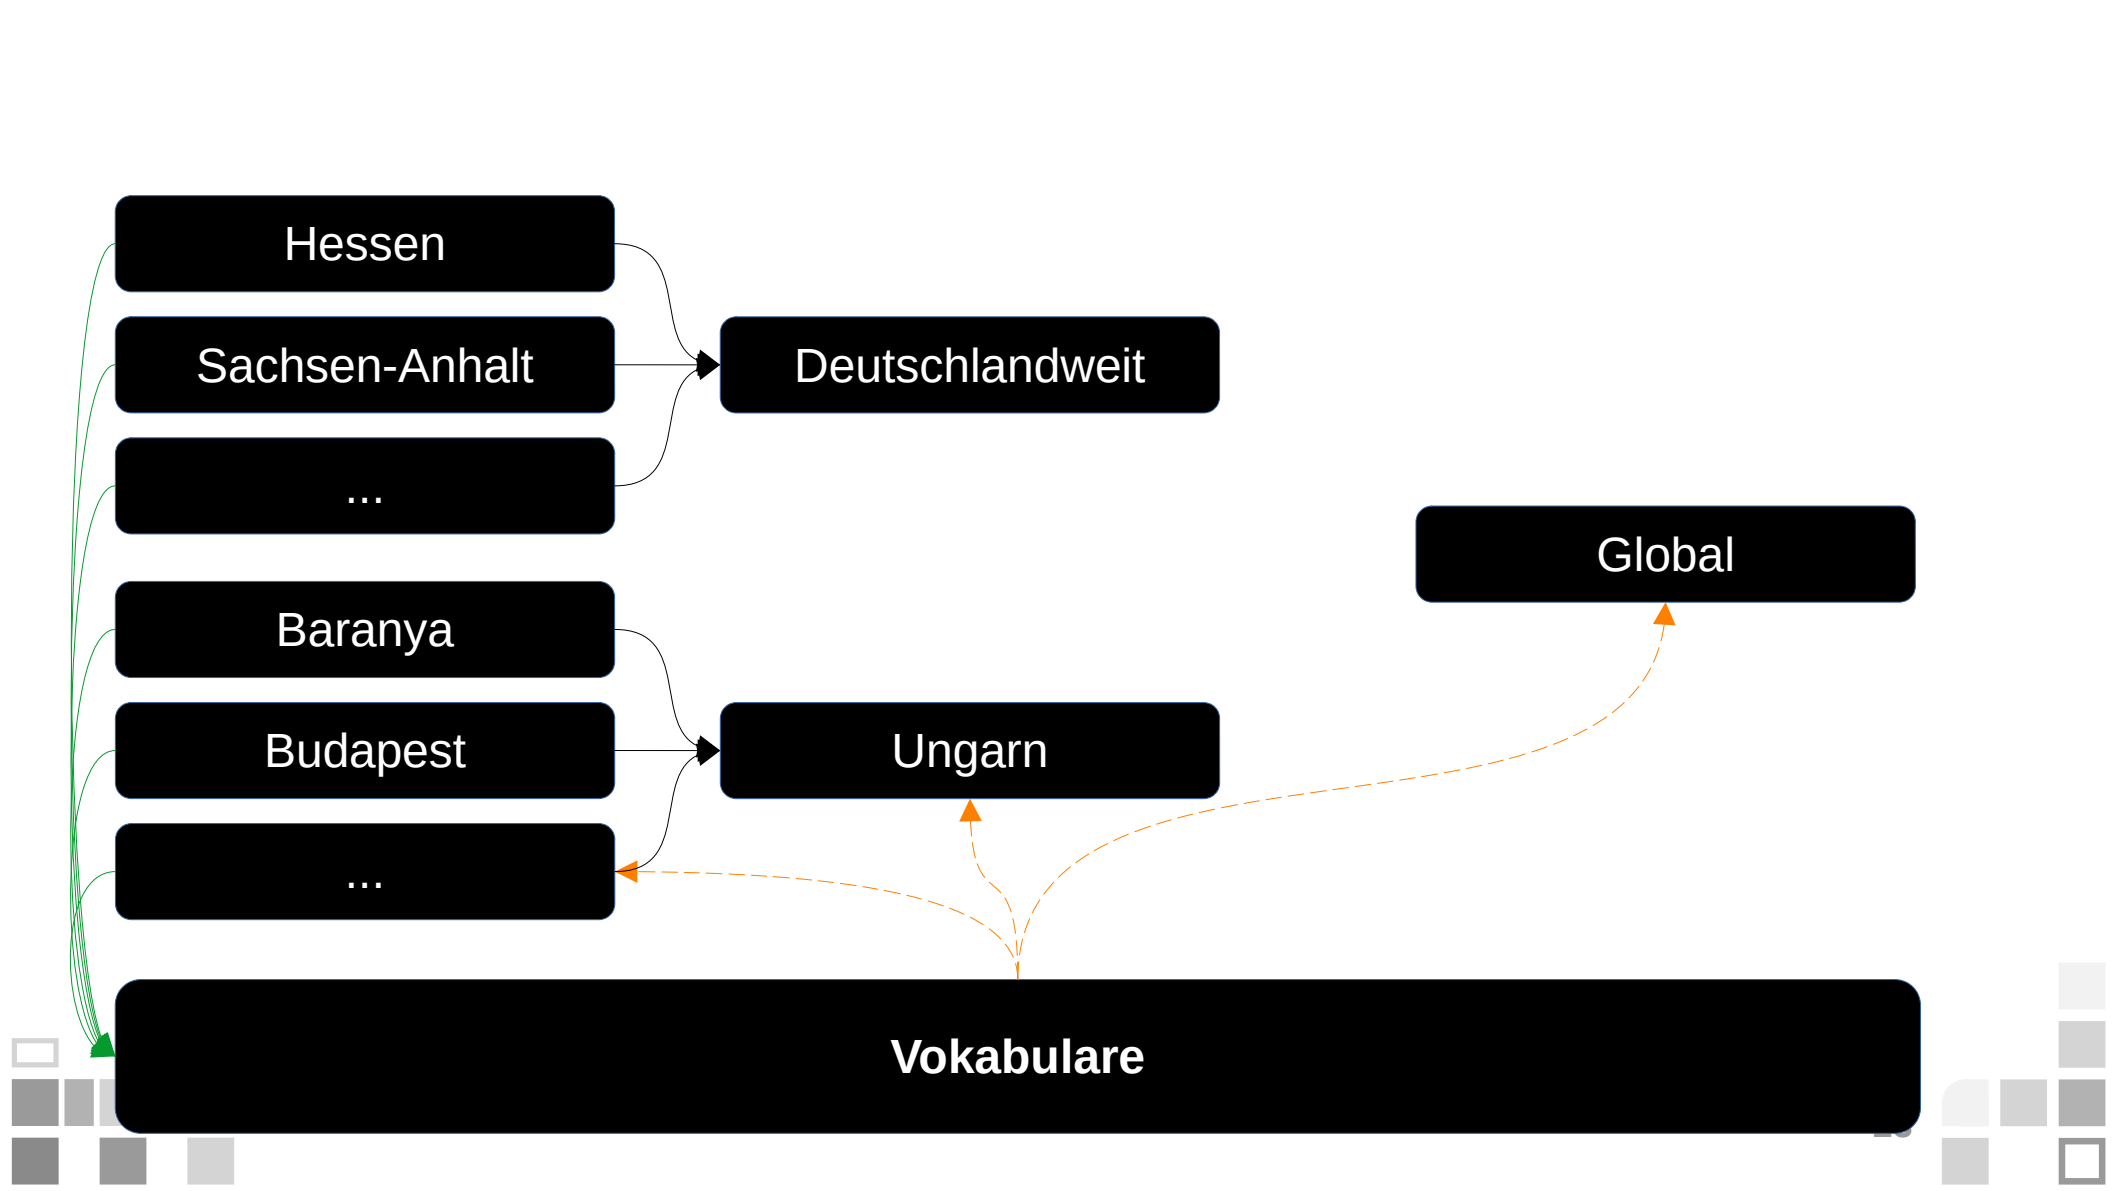 Hessen
Sachsen-Anhalt
Deutschlandweit
...
Global
Baranya
Budapest
Ungarn
...
Vokabulare